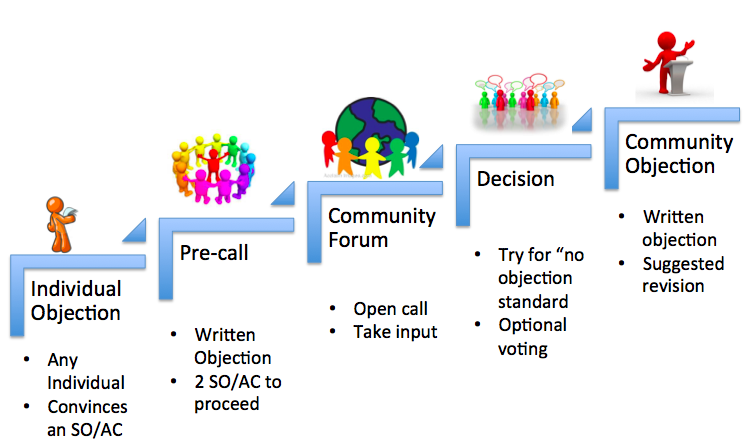 Individual
Objection
• Any
Individual
• Convinces
an SO/AC
Pre-call
• Written
Objection
• 2 SO/AC to
proceed
Community
Forum
• Open call
• Take input
Decision
• Try for “no
objection
standard
• Optional
voting
Community
Objection
• Written
objection
• Suggested
revision